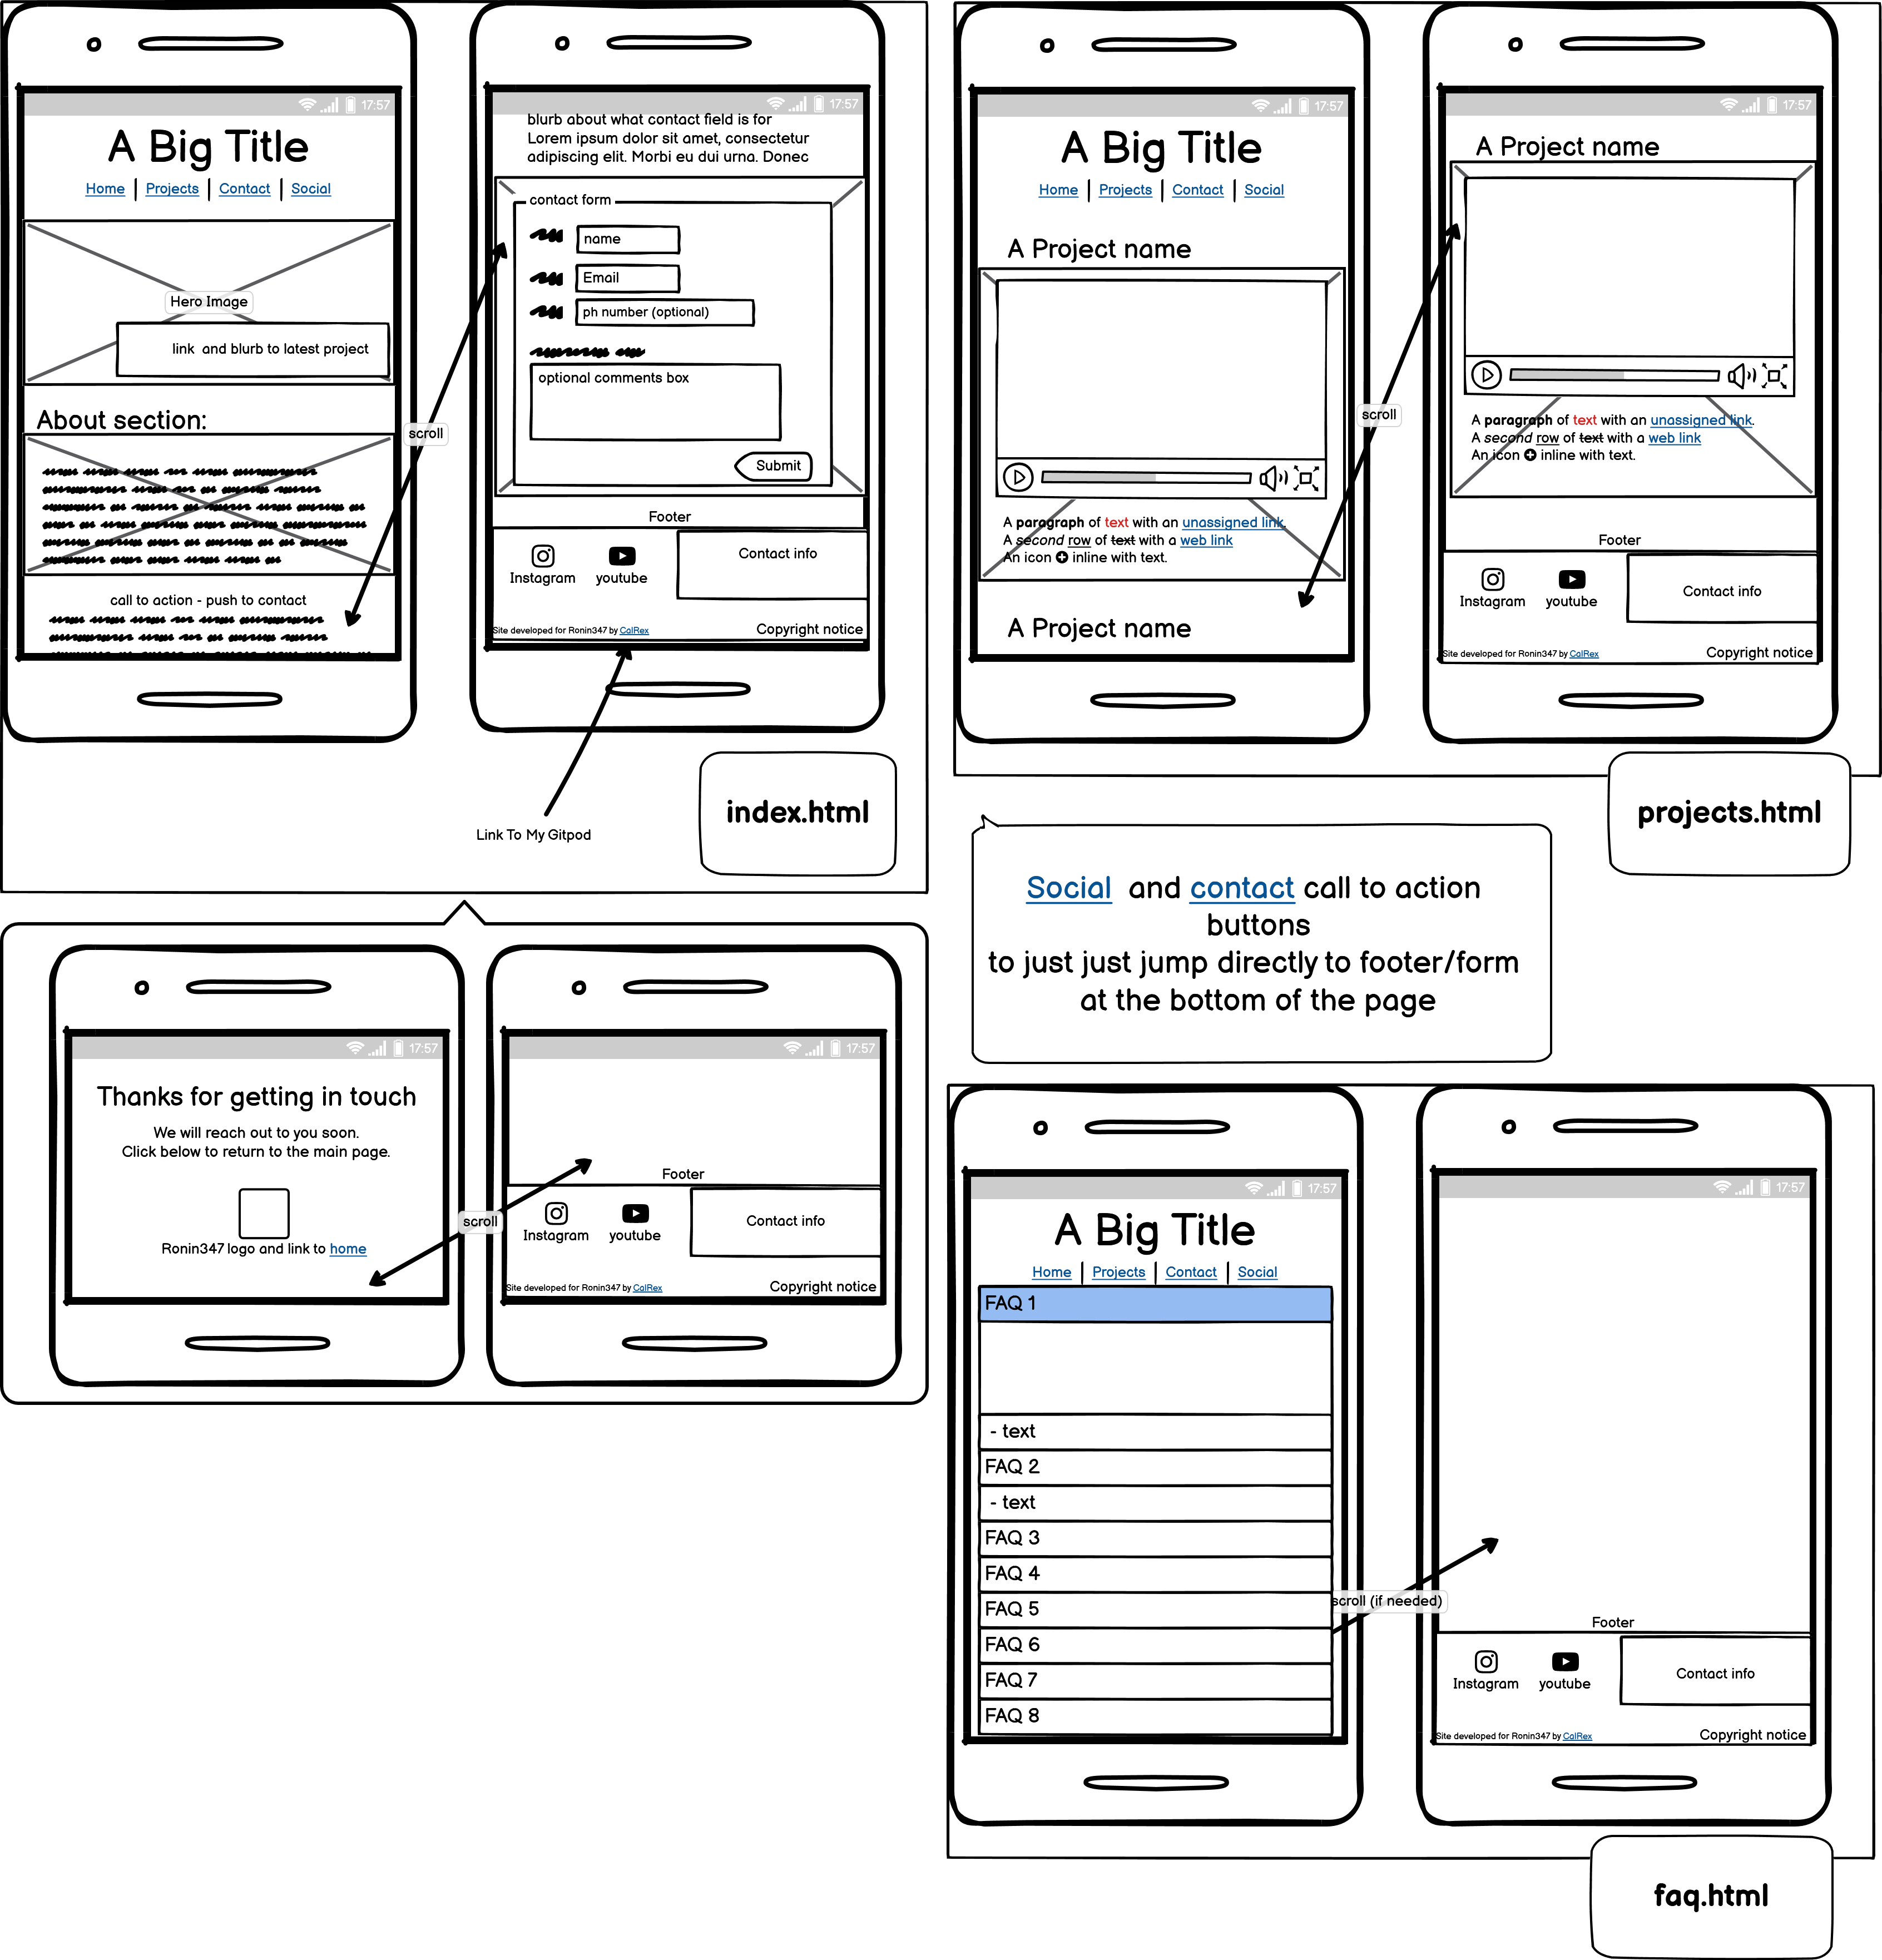 17:57
A Big Title
Home Projects Contact Social
Hero Image
link and blurb to latest project
About section:
call to action - push to contact
scroll
17:57
blurb about what contact field is for
Lorem ipsum dolor sit amet, consectetur
adipiscing elit. Morbi eu dui urna. Donec
contact form
name
Email
ph number (optional)
optional comments box
Submit
Footer
Instagram
youtube
Contact info
Site developed for Ronin347 by CalRex
Copyright notice
Link To My Gitpod
index.html
17:57
A Big Title
Home Projects Contact Social
A Project name
A paragraph of text with an unassigned link.
A second row of text with a web link
An icon inline with text.
A Project name
scroll
17:57
A Project name
A paragraph of text with an unassigned link.
A second row of text with a web link
An icon inline with text.
Footer
Instagram
youtube
Contact info
Site developed for Ronin347 by CalRex
Copyright notice
projects.html
Social and contact call to action
buttons
to just just jump directly to footer/form
at the bottom of the page
17:57
Thanks for getting in touch
We will reach out to you soon.
Click below to return to the main page.
Ronin347 logo and link to home
scroll
17:57
Footer
Instagram
youtube
Contact info
Site developed for Ronin347 by CalRex
Copyright notice
17:57
A Big Title
Home Projects Contact Social
FAQ 1
- text
FAQ 2
- text
FAQ 3
FAQ 4
FAQ 5
FAQ 6
FAQ 7
FAQ 8
scroll (if needed)
17:57
Footer
Instagram
youtube
Contact info
Site developed for Ronin347 by CalRex
Copyright notice
faq.html